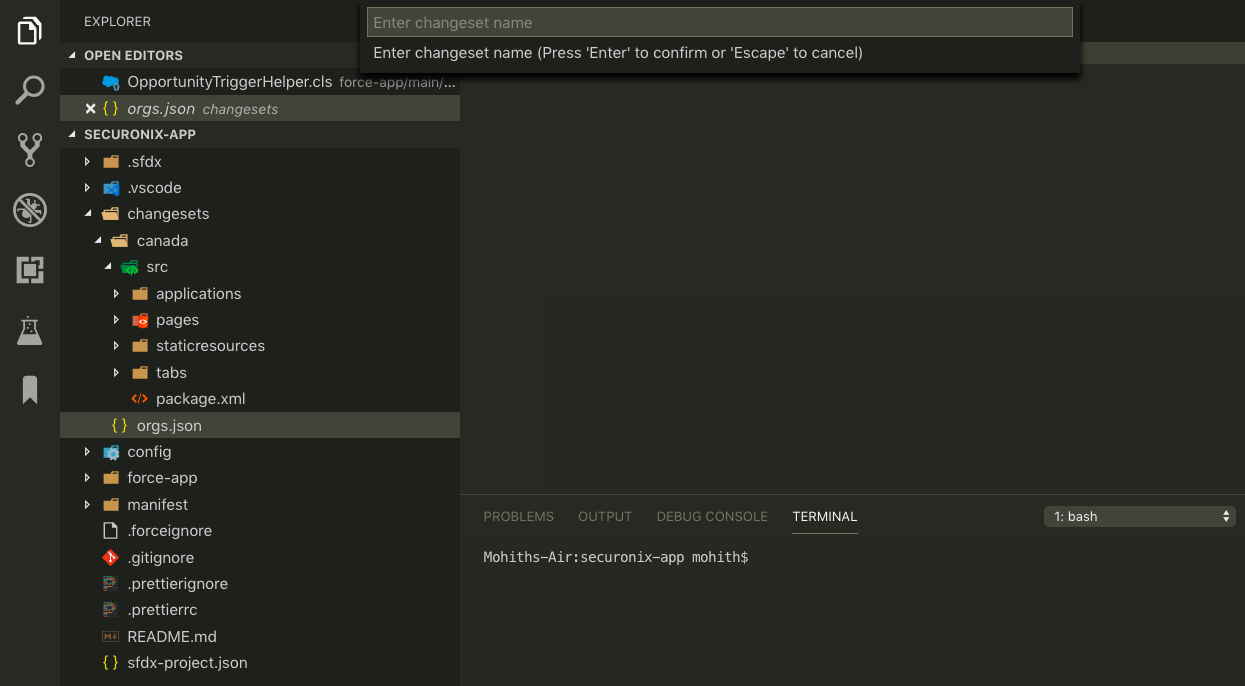 EXPLORER
Enter changeset name
Enter changeset name (Press 'Enter' to confirm or 'Escape' to cancel)
OPEN EDITORS
OpportunityTriggerHelper.cls force-app/main/...
{ } orgs.json changesets
SECURONIX-APP
.sfdx
.vscode
changesets
canada
src
applications
pages
staticresources
tabs
</> package.xml
{ } orgs.json
config
force-app
manifest
.forceignore
.gitignore
.prettierignore
.prettierrc
M↓ README.md
{ } sfdx-project.json
PROBLEMS OUTPUT DEBUG CONSOLE TERMINAL
1: bash
Mohiths-Air:securonix-app mohith$